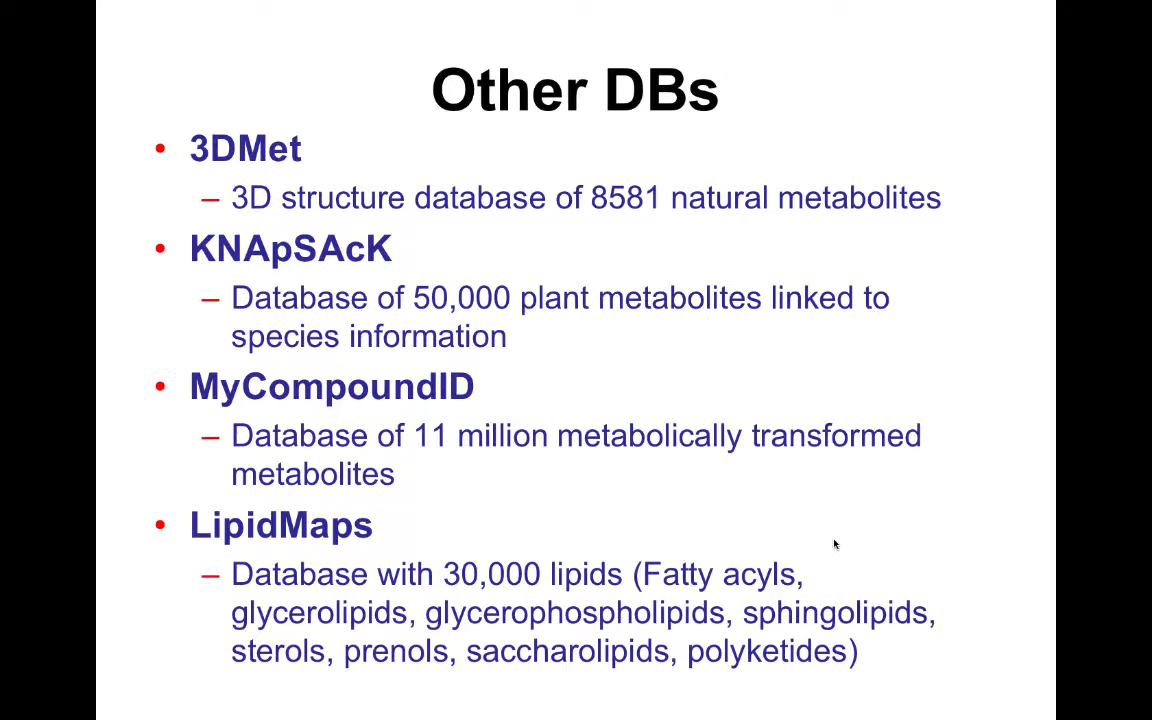 Other DBs
• 3DMet
– 3D structure database of 8581 natural metabolites
• KNApSAcK
– Database of 50,000 plant metabolites linked to
species information
• MyCompoundID
– Database of 11 million metabolically transformed
metabolites
• LipidMaps
– Database with 30,000 lipids (Fatty acyls,
glycerolipids, glycerophospholipids, sphingolipids,
sterols, prenols, saccharolipids, polyketides)